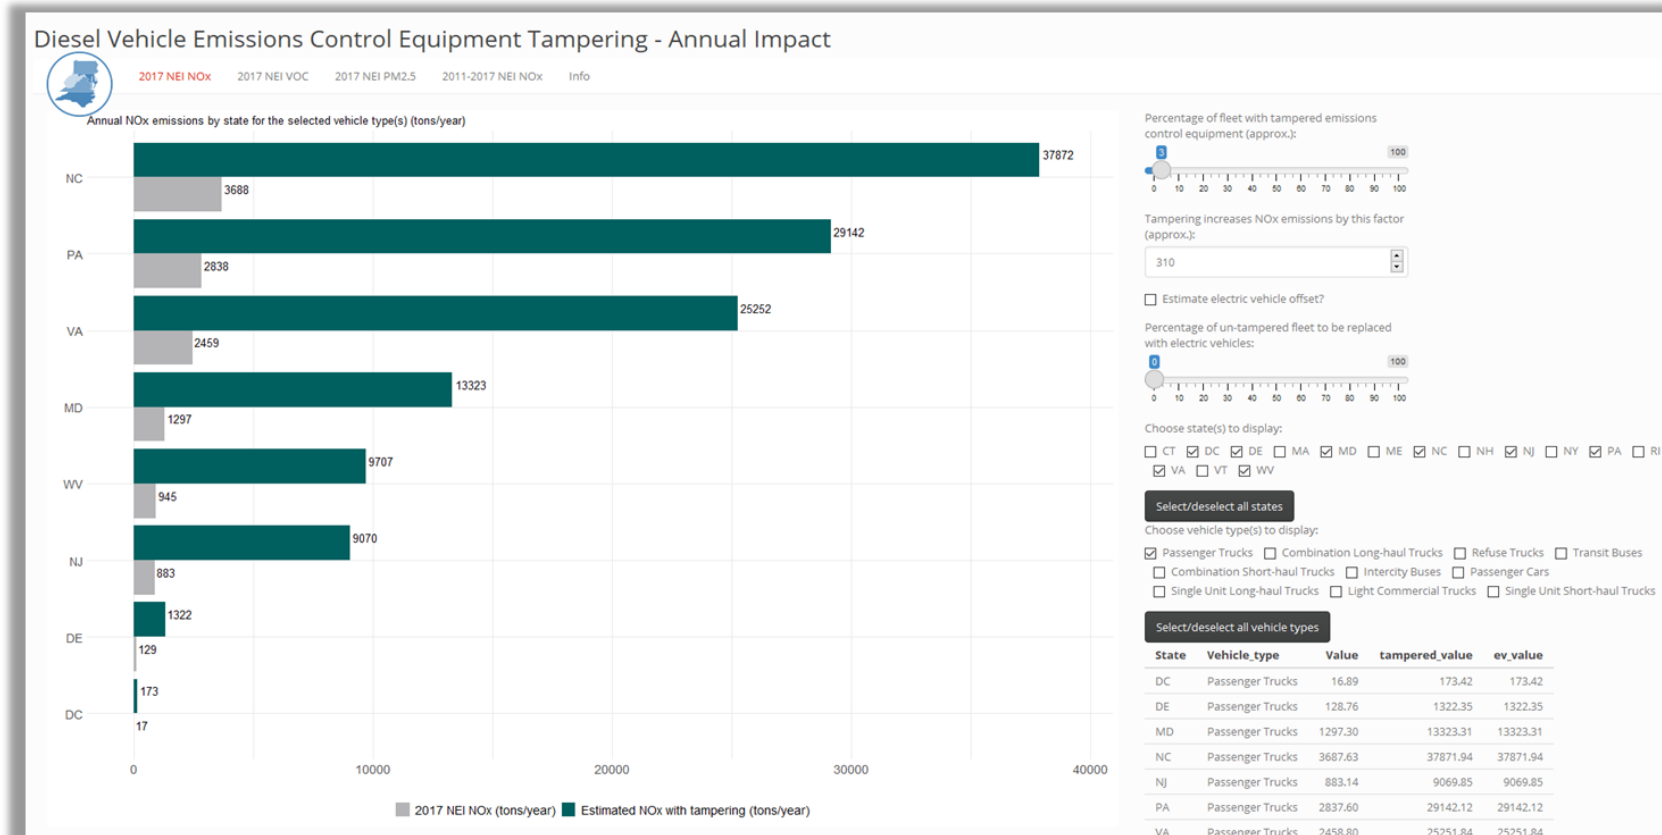 Diesel Vehicle Emissions Control Equipment Tampering - Annual Impact
2017 NEI NOx 2017 NEI VOC 2017 NEI PM2.5 2011-2017 NEI NOx Info
Annual NOx emissions by state for the selected vehicle type(s) (tons/year)
NC
37872
3688
PA
29142
2838
VA
25252
2459
MD
13323
1297
WV
9707
945
NJ
9070
883
DE
1322
129
DC
173
17
0 10000 20000 30000 40000
2017 NEI NOx (tons/year) Estimated NOx with tampering (tons/year)
Percentage of fleet with tampered emissions
control equipment (approx.):
3 100
0 10 20 30 40 50 60 70 80 90 100
Tampering increases NOx emissions by this factor
(approx.):
310
Estimate electric vehicle offset?
Percentage of un-tampered fleet to be replaced
with electric vehicles:
0 100
0 10 20 30 40 50 60 70 80 90 100
Choose state(s) to display:
CT DC DE MA MD ME NC NH NJ NY PA RI
VA VT WV
Select/deselect all states
Choose vehicle type(s) to display:
Passenger Trucks Combination Long-haul Trucks Refuse Trucks Transit Buses
Combination Short-haul Trucks Intercity Buses Passenger Cars
Single Unit Long-haul Trucks Light Commercial Trucks Single Unit Short-haul Trucks
Select/deselect all vehicle types
State Vehicle_type Value tampered_value ev_value
DC Passenger Trucks 16.89 173.42 173.42
DE Passenger Trucks 128.76 1322.35 1322.35
MD Passenger Trucks 1297.30 13323.31 13323.31
NC Passenger Trucks 3687.63 37871.94 37871.94
NJ Passenger Trucks 883.14 9069.85 9069.85
PA Passenger Trucks 2837.60 29142.12 29142.12
VA Passenger Trucks 2458.80 25251.84 25251.84